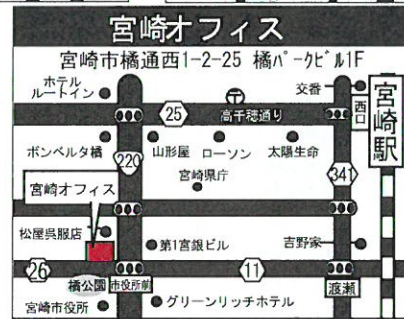 宮崎オフィス
宮崎市橘通西1-2-25 橘パークビル1F
ホテル
ルートイン
交番
西口
宮崎駅
25
高千穂通り
ボンベルタ橘
220
山形屋
ローソン
太陽生命
341
宮崎県庁
宮崎オフィス
松屋呉服店
第1宮銀ビル
吉野家
26
橘公園
市役所前
11
渡瀬
宮崎市役所
グリーンリッチホテル